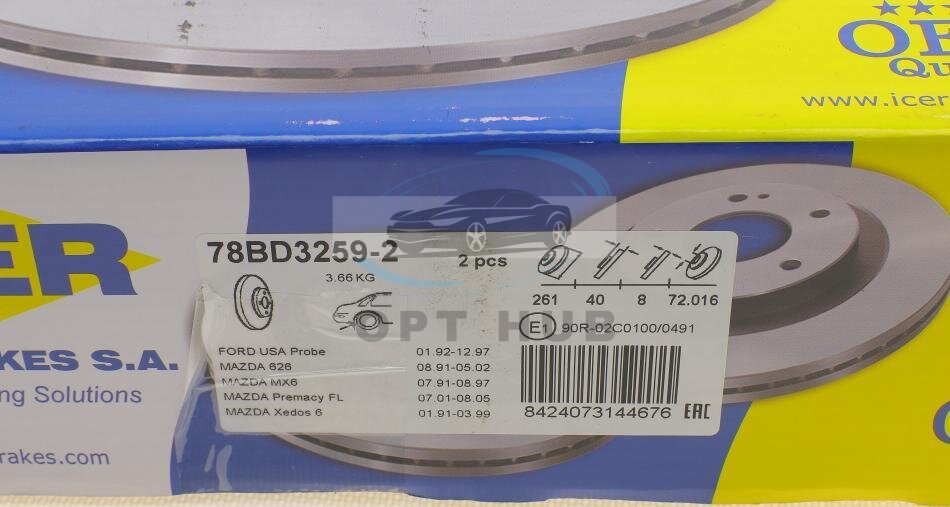 www.icer
ER
KES S.A.
ng Solutions
rakes.com
78BD3259-2
2 pcs
3.66 KG
261 40 8 72.016
E1 90R-02C0100/0491
OPT HUB
FORD USA Probe 01.92-12.97
MAZDA 626 08.91-05.02
MAZDA MX6 07.91-08.97
MAZDA Premacy FL 07.01-08.05
MAZDA Xedos 6 01.91-03.99
8424073144676 EAC